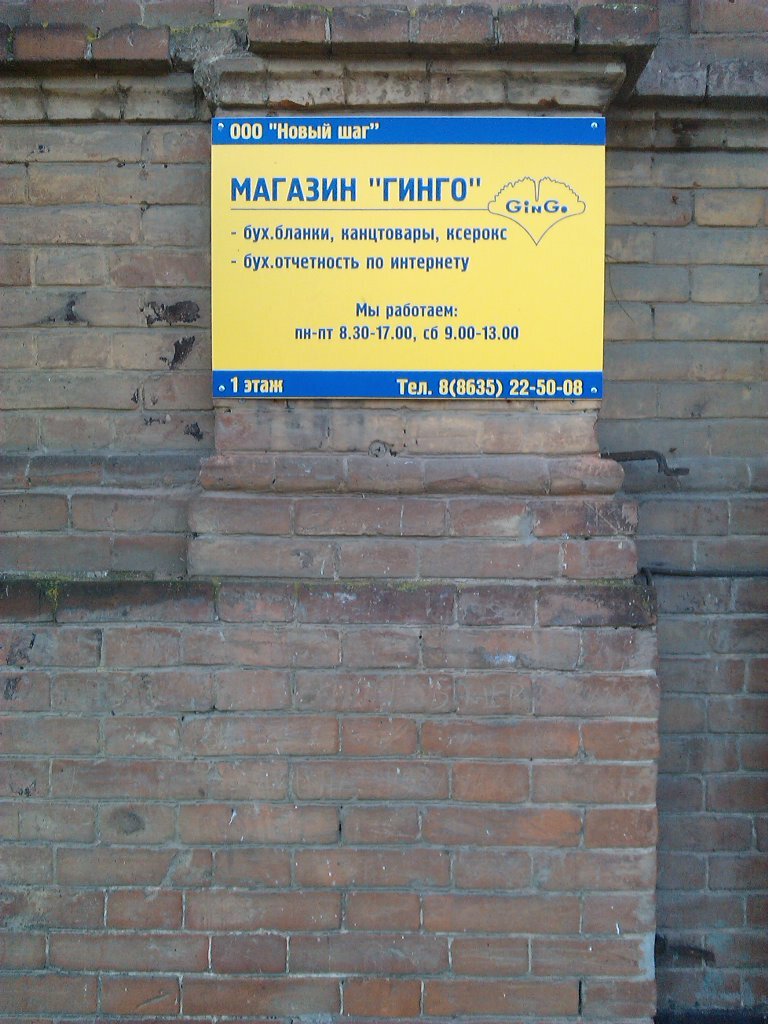 ООО "Новый шаг"
МАГАЗИН "ГИНГО"
GiNGo
- бух.бланки, канцтовары, ксерокс
- бух.отчетность по интернету
Мы работаем:
пн-пт 8.30-17.00, сб 9.00-13.00
1 этаж
Тел. 8(8635) 22-50-08